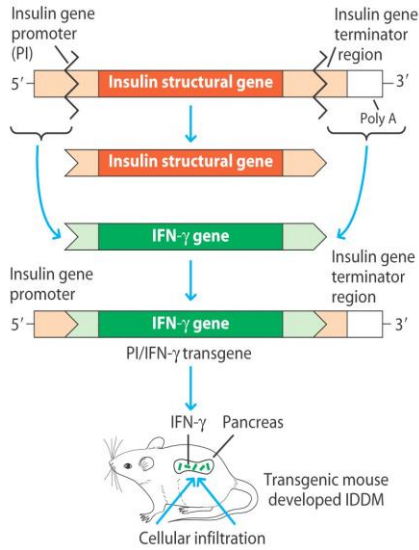 Insulin gene
promoter
(PI)
Insulin gene
terminator
region
5′
Insulin structural gene
3′
Poly A
Insulin structural gene
IFN-γ gene
Insulin gene
promoter
Insulin gene
terminator
region
5′
IFN-γ gene
3′
PI/IFN-γ transgene
IFN-γ
Pancreas
Transgenic mouse
developed IDDM
Cellular infiltration